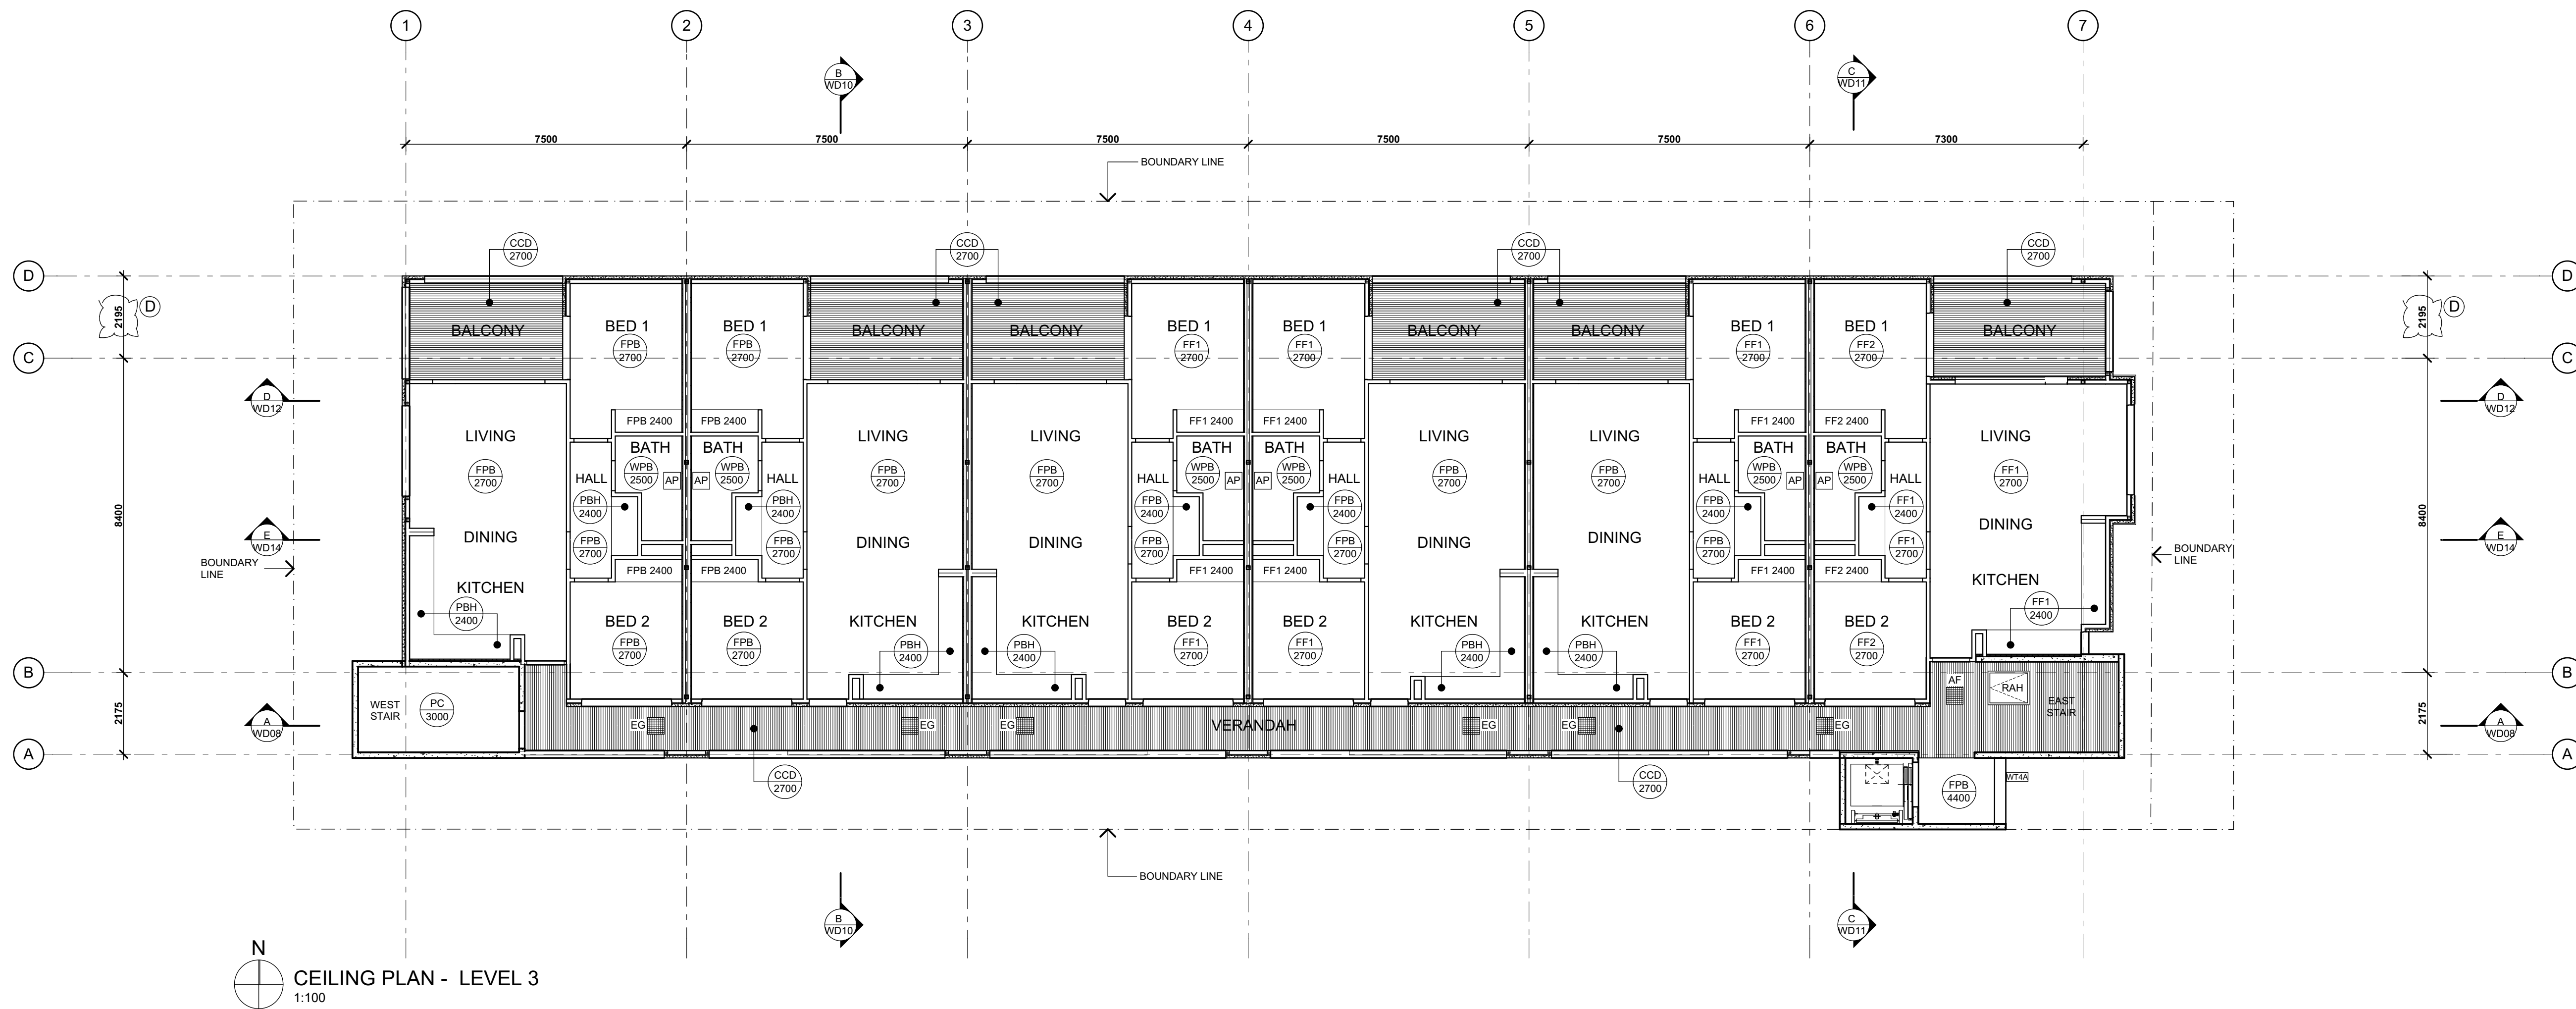 1
2
3
4
5
6
7
B
WD10
C
WD11
7500
7500
7500
7500
7500
7300
BOUNDARY LINE
CCD
2700
CCD
2700
CCD
2700
CCD
2700
D
D
2195
D
2195
D
BALCONY
BED 1
FPB
2700
BED 1
FPB
2700
BALCONY
BALCONY
BED 1
FF1
2700
BED 1
FF1
2700
BALCONY
BALCONY
BED 1
FF1
2700
BED 1
FF2
2700
BALCONY
C
C
D
WD12
D
WD12
FPB 2400
FPB 2400
FF1 2400
FF1 2400
FF1 2400
FF2 2400
LIVING
FPB
2700
BATH
WPB
2500
AP
AP
BATH
WPB
2500
LIVING
FPB
2700
LIVING
FPB
2700
BATH
WPB
2500
AP
AP
BATH
WPB
2500
LIVING
FPB
2700
LIVING
FPB
2700
BATH
WPB
2500
AP
AP
BATH
WPB
2500
LIVING
FF1
2700
HALL
PBH
2400
FPB
2700
HALL
PBH
2400
FPB
2700
HALL
FPB
2400
FPB
2700
HALL
FPB
2400
FPB
2700
HALL
FPB
2400
FPB
2700
HALL
FF1
2400
FF1
2700
8400
8400
E
WD14
E
WD14
DINING
DINING
DINING
DINING
DINING
DINING
BOUNDARY
LINE
BOUNDARY
LINE
FPB 2400
FPB 2400
FF1 2400
FF1 2400
FF1 2400
FF2 2400
KITCHEN
PBH
2400
BED 2
FPB
2700
BED 2
FPB
2700
KITCHEN
PBH
2400
KITCHEN
PBH
2400
BED 2
FF1
2700
BED 2
FF1
2700
KITCHEN
PBH
2400
KITCHEN
PBH
2400
BED 2
FF1
2700
BED 2
FF2
2700
KITCHEN
FF1
2400
B
B
2175
2175
A
WD08
A
WD08
WEST
STAIR
PC
3000
EG
EG
EG
VERANDAH
EG
EG
EG
AF
RAH
EAST
STAIR
A
A
CCD
2700
CCD
2700
WT4A
FPB
4400
BOUNDARY LINE
B
WD10
C
WD11
N
CEILING PLAN - LEVEL 3
1:100